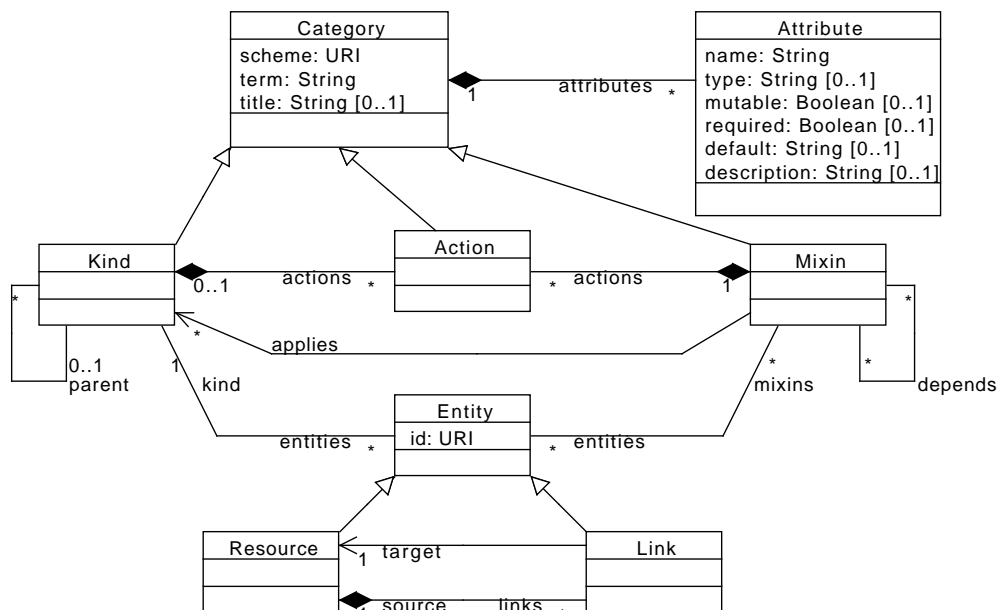 Category
scheme: URI
term: String
title: String [0..1]
Attribute
name: String
type: String [0..1]
mutable: Boolean [0..1]
required: Boolean [0..1]
default: String [0..1]
description: String [0..1]
1 attributes *
Kind
Action
Mixin
0..1 actions *
* actions 1
*
0..1
parent
*
applies
*
*
depends
1
kind
*
mixins
Entity
id: URI
entities *
* entities
Resource
Link
1 target
source links